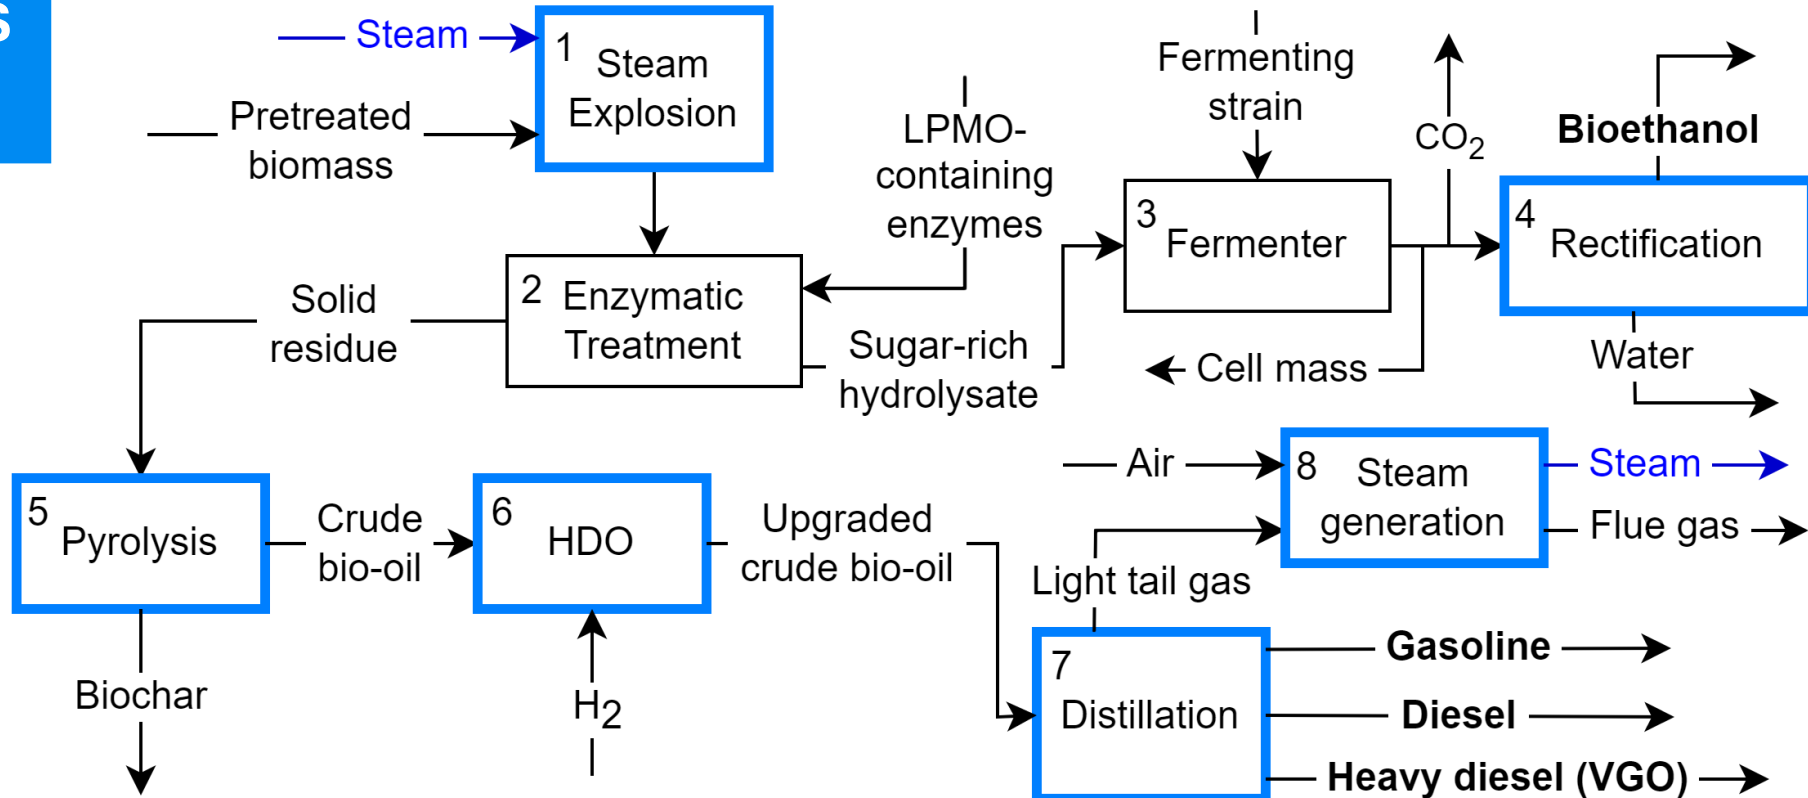 s
Steam
1
Steam
Explosion
Pretreated
biomass
LPMO-
containing
enzymes
Fermenting
strain
CO2
Bioethanol
3
Fermenter
4
Rectification
2
Enzymatic
Treatment
Solid
residue
Sugar-rich
hydrolysate
Cell mass
Water
Air
8
Steam
generation
Steam
Flue gas
5
Pyrolysis
Crude
bio-oil
6
HDO
Upgraded
crude bio-oil
Light tail gas
Biochar
H2
7
Distillation
Gasoline
Diesel
Heavy diesel (VGO)